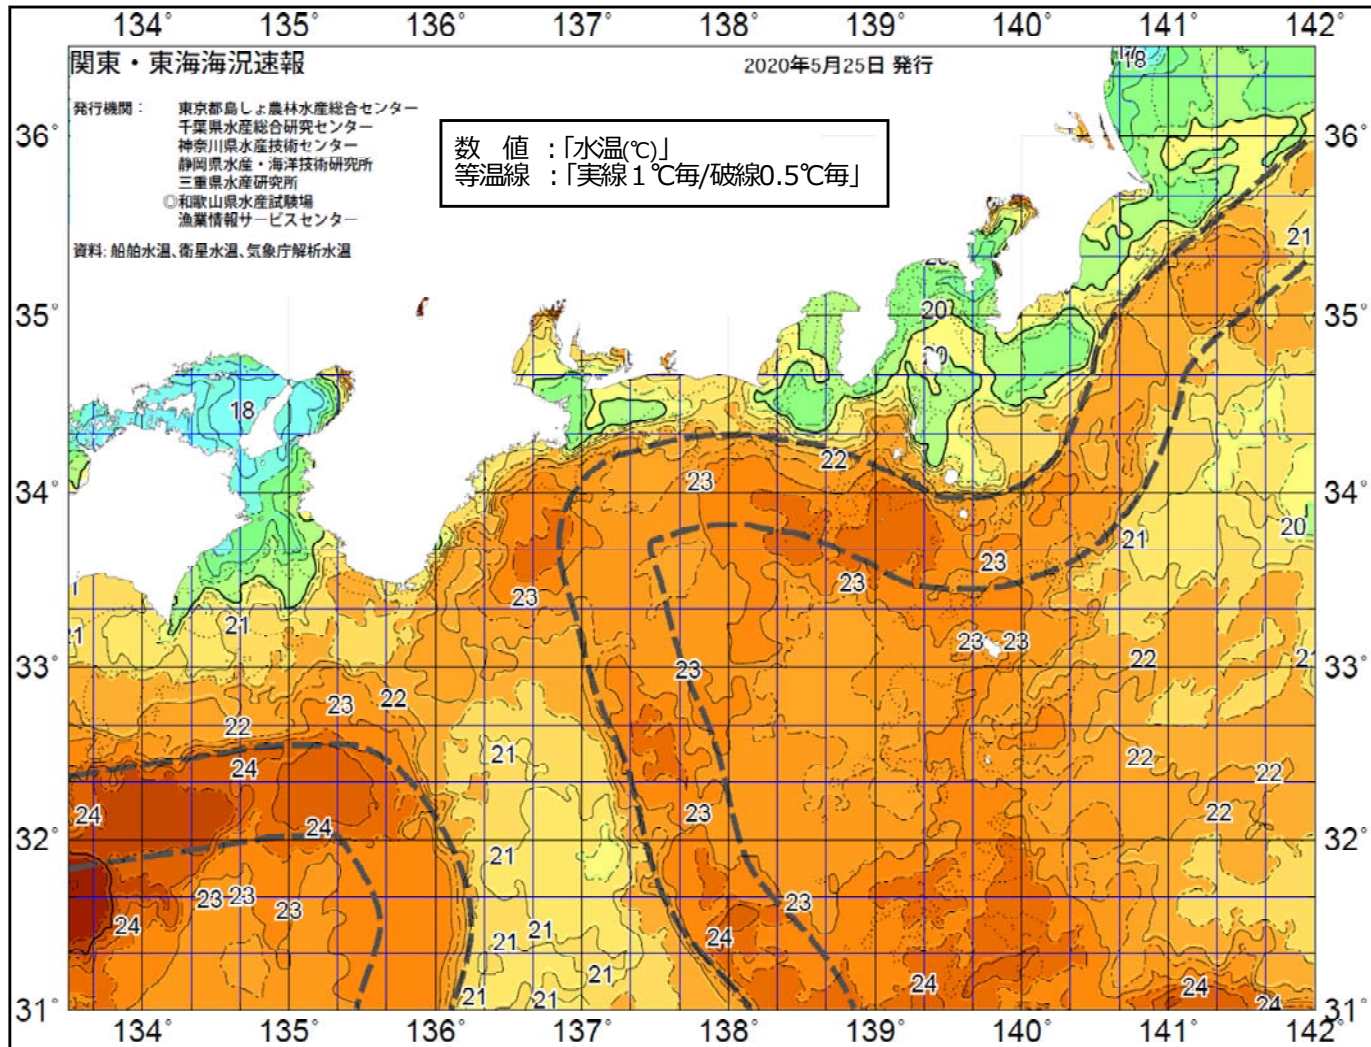 134° 135° 136° 137° 138° 139° 140° 141° 142°
関東・東海海況速報
2020年5月25日 発行
発行機関： 東京都島しょ農林水産総合センター
千葉県水産総合研究センター
神奈川県水産技術センター
静岡県水産・海洋技術研究所
三重県水産研究所
◎和歌山県水産試験場
漁業情報サービスセンター
資料: 船舶水温、衛星水温、気象庁解析水温
数　値　：「水温(℃)」
等温線　：「実線１℃毎/破線0.5℃毎」
18
36° 36°
21
35° 20 35°
18
22
23
34° 34°
20
21
23
23 23
21
23 23
33° 23 22 33°
23 22
22
21 22
24 22
24 24 23 22
32° 32°
21
23 23 23 23
24 21 24
21
21
24 24
31° 21 21 24 31°
134° 135° 136° 137° 138° 139° 140° 141° 142°